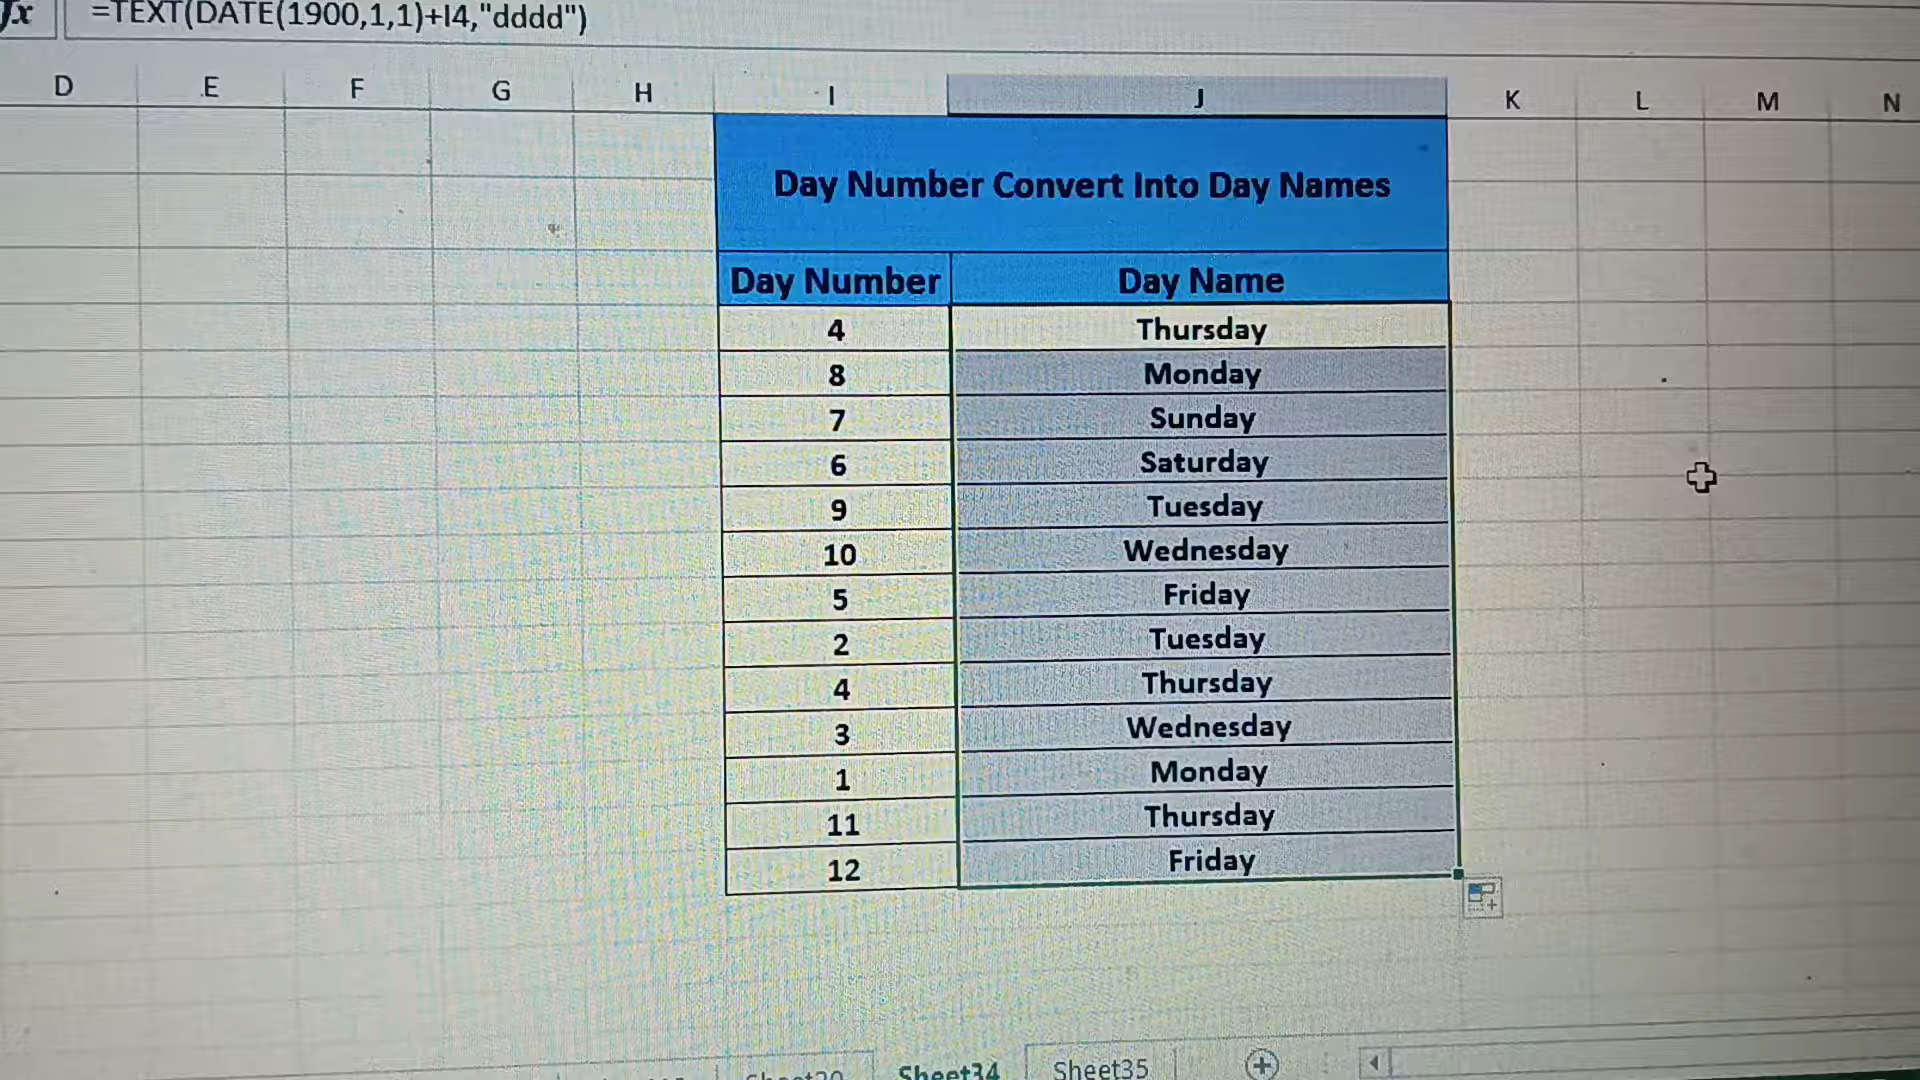 fx =TEXT(DATE(1900,1,1)+I4,"dddd")
D E F G H I J K L M N
Day Number Convert Into Day Names
Day Number Day Name
4 Thursday
8 Monday
7 Sunday
6 Saturday
9 Tuesday
10 Wednesday
5 Friday
2 Tuesday
4 Thursday
3 Wednesday
1 Monday
11 Thursday
12 Friday
Sheet34 Sheet35